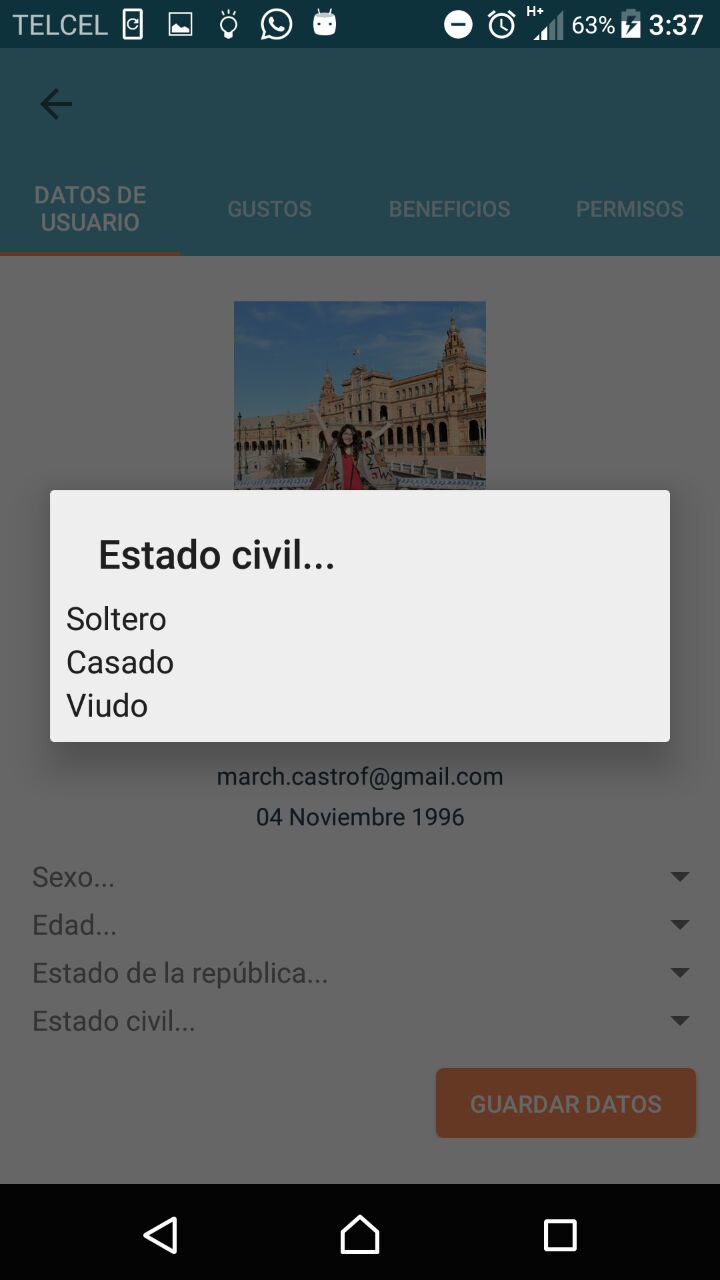 TELCEL H+ 63% 3:37
DATOS DE
USUARIO
GUSTOS
BENEFICIOS
PERMISOS
Estado civil...
Soltero
Casado
Viudo
march.castrof@gmail.com
04 Noviembre 1996
Sexo...
Edad...
Estado de la república...
Estado civil...
GUARDAR DATOS